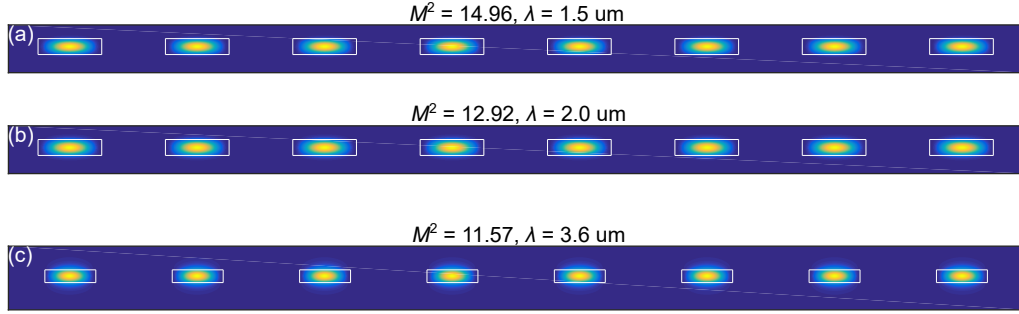 M² = 14.96, λ = 1.5 um
(a)
M² = 12.92, λ = 2.0 um
(b)
M² = 11.57, λ = 3.6 um
(c)